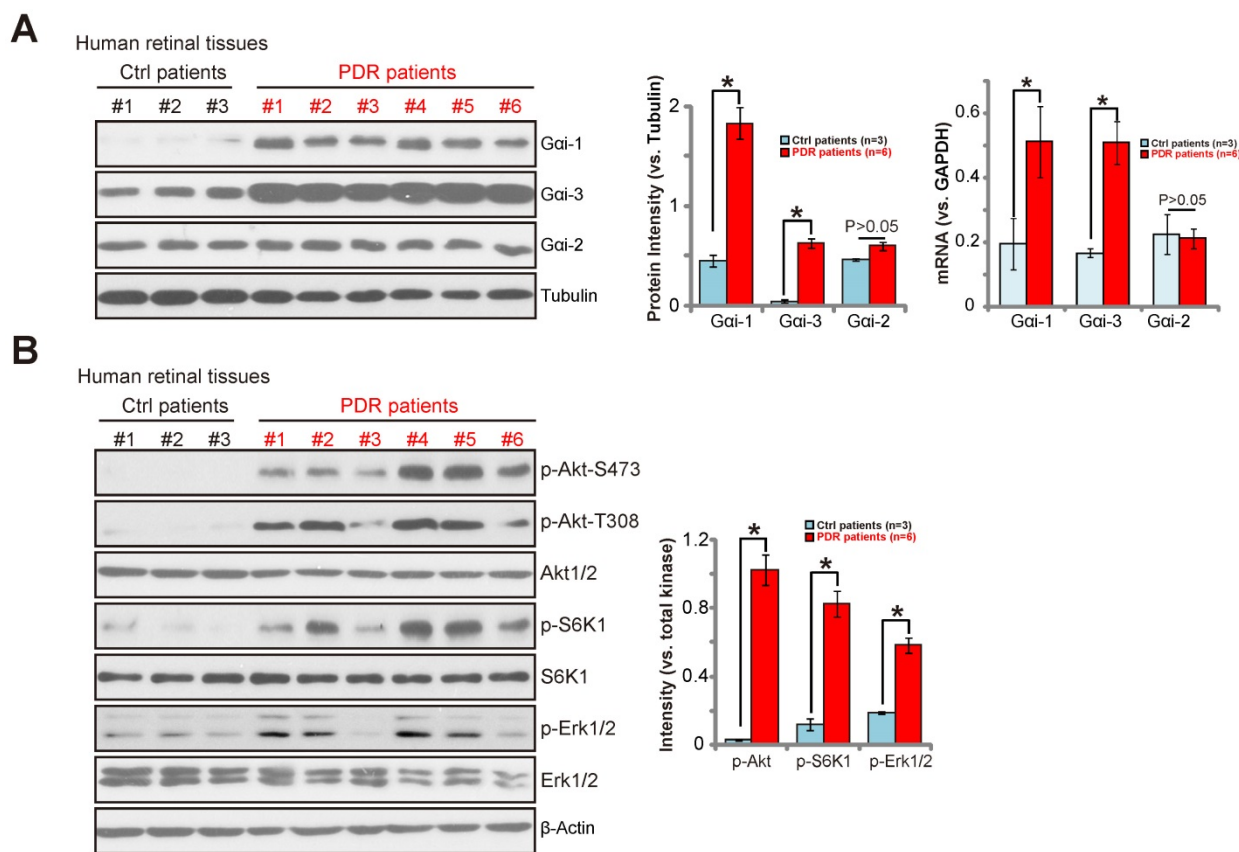 A
Human retinal tissues
Ctrl patients PDR patients
#1 #2 #3 #1 #2 #3 #4 #5 #6
Gαi-1
Gαi-3
Gαi-2
Tubulin
Protein Intensity (vs. Tubulin)
2
1
0
* * P>0.05
Ctrl patients (n=3)
PDR patients (n=6)
Gαi-1 Gαi-3 Gαi-2
mRNA (vs. GAPDH)
0.6
0.4
0.2
0
* * P>0.05
Ctrl patients (n=3)
PDR patients (n=6)
Gαi-1 Gαi-3 Gαi-2
B
Human retinal tissues
Ctrl patients PDR patients
#1 #2 #3 #1 #2 #3 #4 #5 #6
p-Akt-S473
p-Akt-T308
Akt1/2
p-S6K1
S6K1
p-Erk1/2
Erk1/2
β-Actin
Intensity (vs. total kinase)
1.2
0.8
0.4
0
* * *
Ctrl patients (n=3)
PDR patients (n=6)
p-Akt p-S6K1 p-Erk1/2